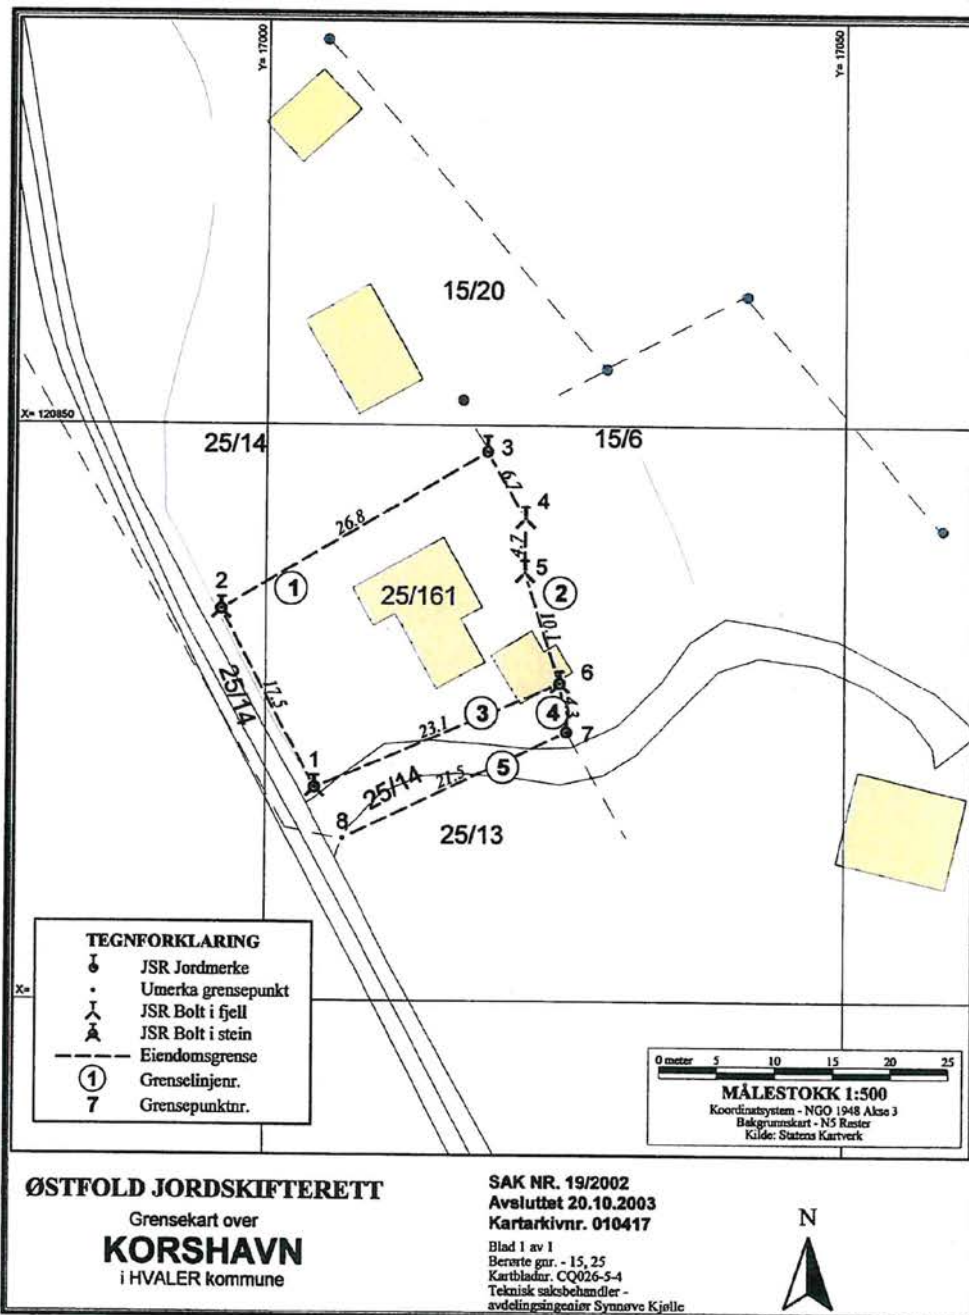 Y= 17000
Y= 17050
15/20
X= 120850
25/14
15/6
3
6.7
4
26.8
4.7
5
2
1
25/161
2
10.1
25/14
17.5
6
3
4
4.3
23.1
7
1
5
25/14
21.5
8
25/13
X=
TEGNFORKLARING
JSR Jordmerke
Umerka grensepunkt
JSR Bolt i fjell
JSR Bolt i stein
Eiendomsgrense
1 Grenselinjenr.
7 Grensepunktnr.
0 meter 5 10 15 20 25
MÅLESTOKK 1:500
Koordinatsystem - NGO 1948 Akse 3
Bakgrunnskart - N5 Raster
Kilde: Statens Kartverk
ØSTFOLD JORDSKIFTERETT
Grensekart over
KORSHAVN
i HVALER kommune
SAK NR. 19/2002
Avsluttet 20.10.2003
Kartarkivnr. 010417
Blad 1 av 1
Berørte gnr. - 15, 25
Kartbladnr. CQ026-5-4
Teknisk saksbehandler -
avdelingsingeniør Synnøve Kjølle
N